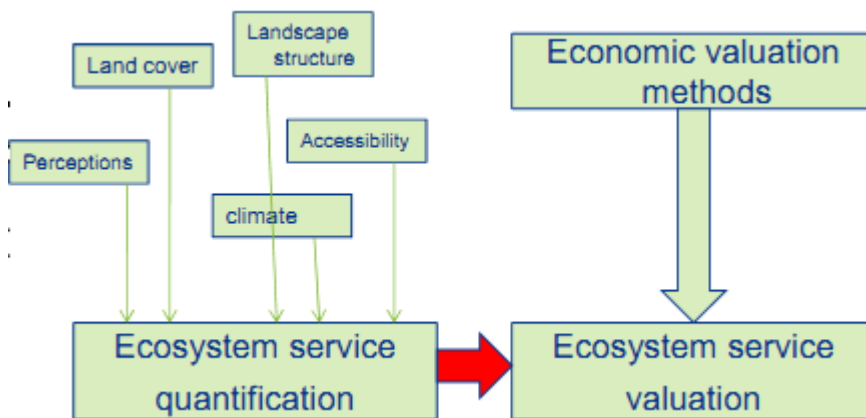 Landscape
structure
Land cover
Economic valuation
methods
Perceptions
Accessibility
climate
Ecosystem service
quantification
Ecosystem service
valuation